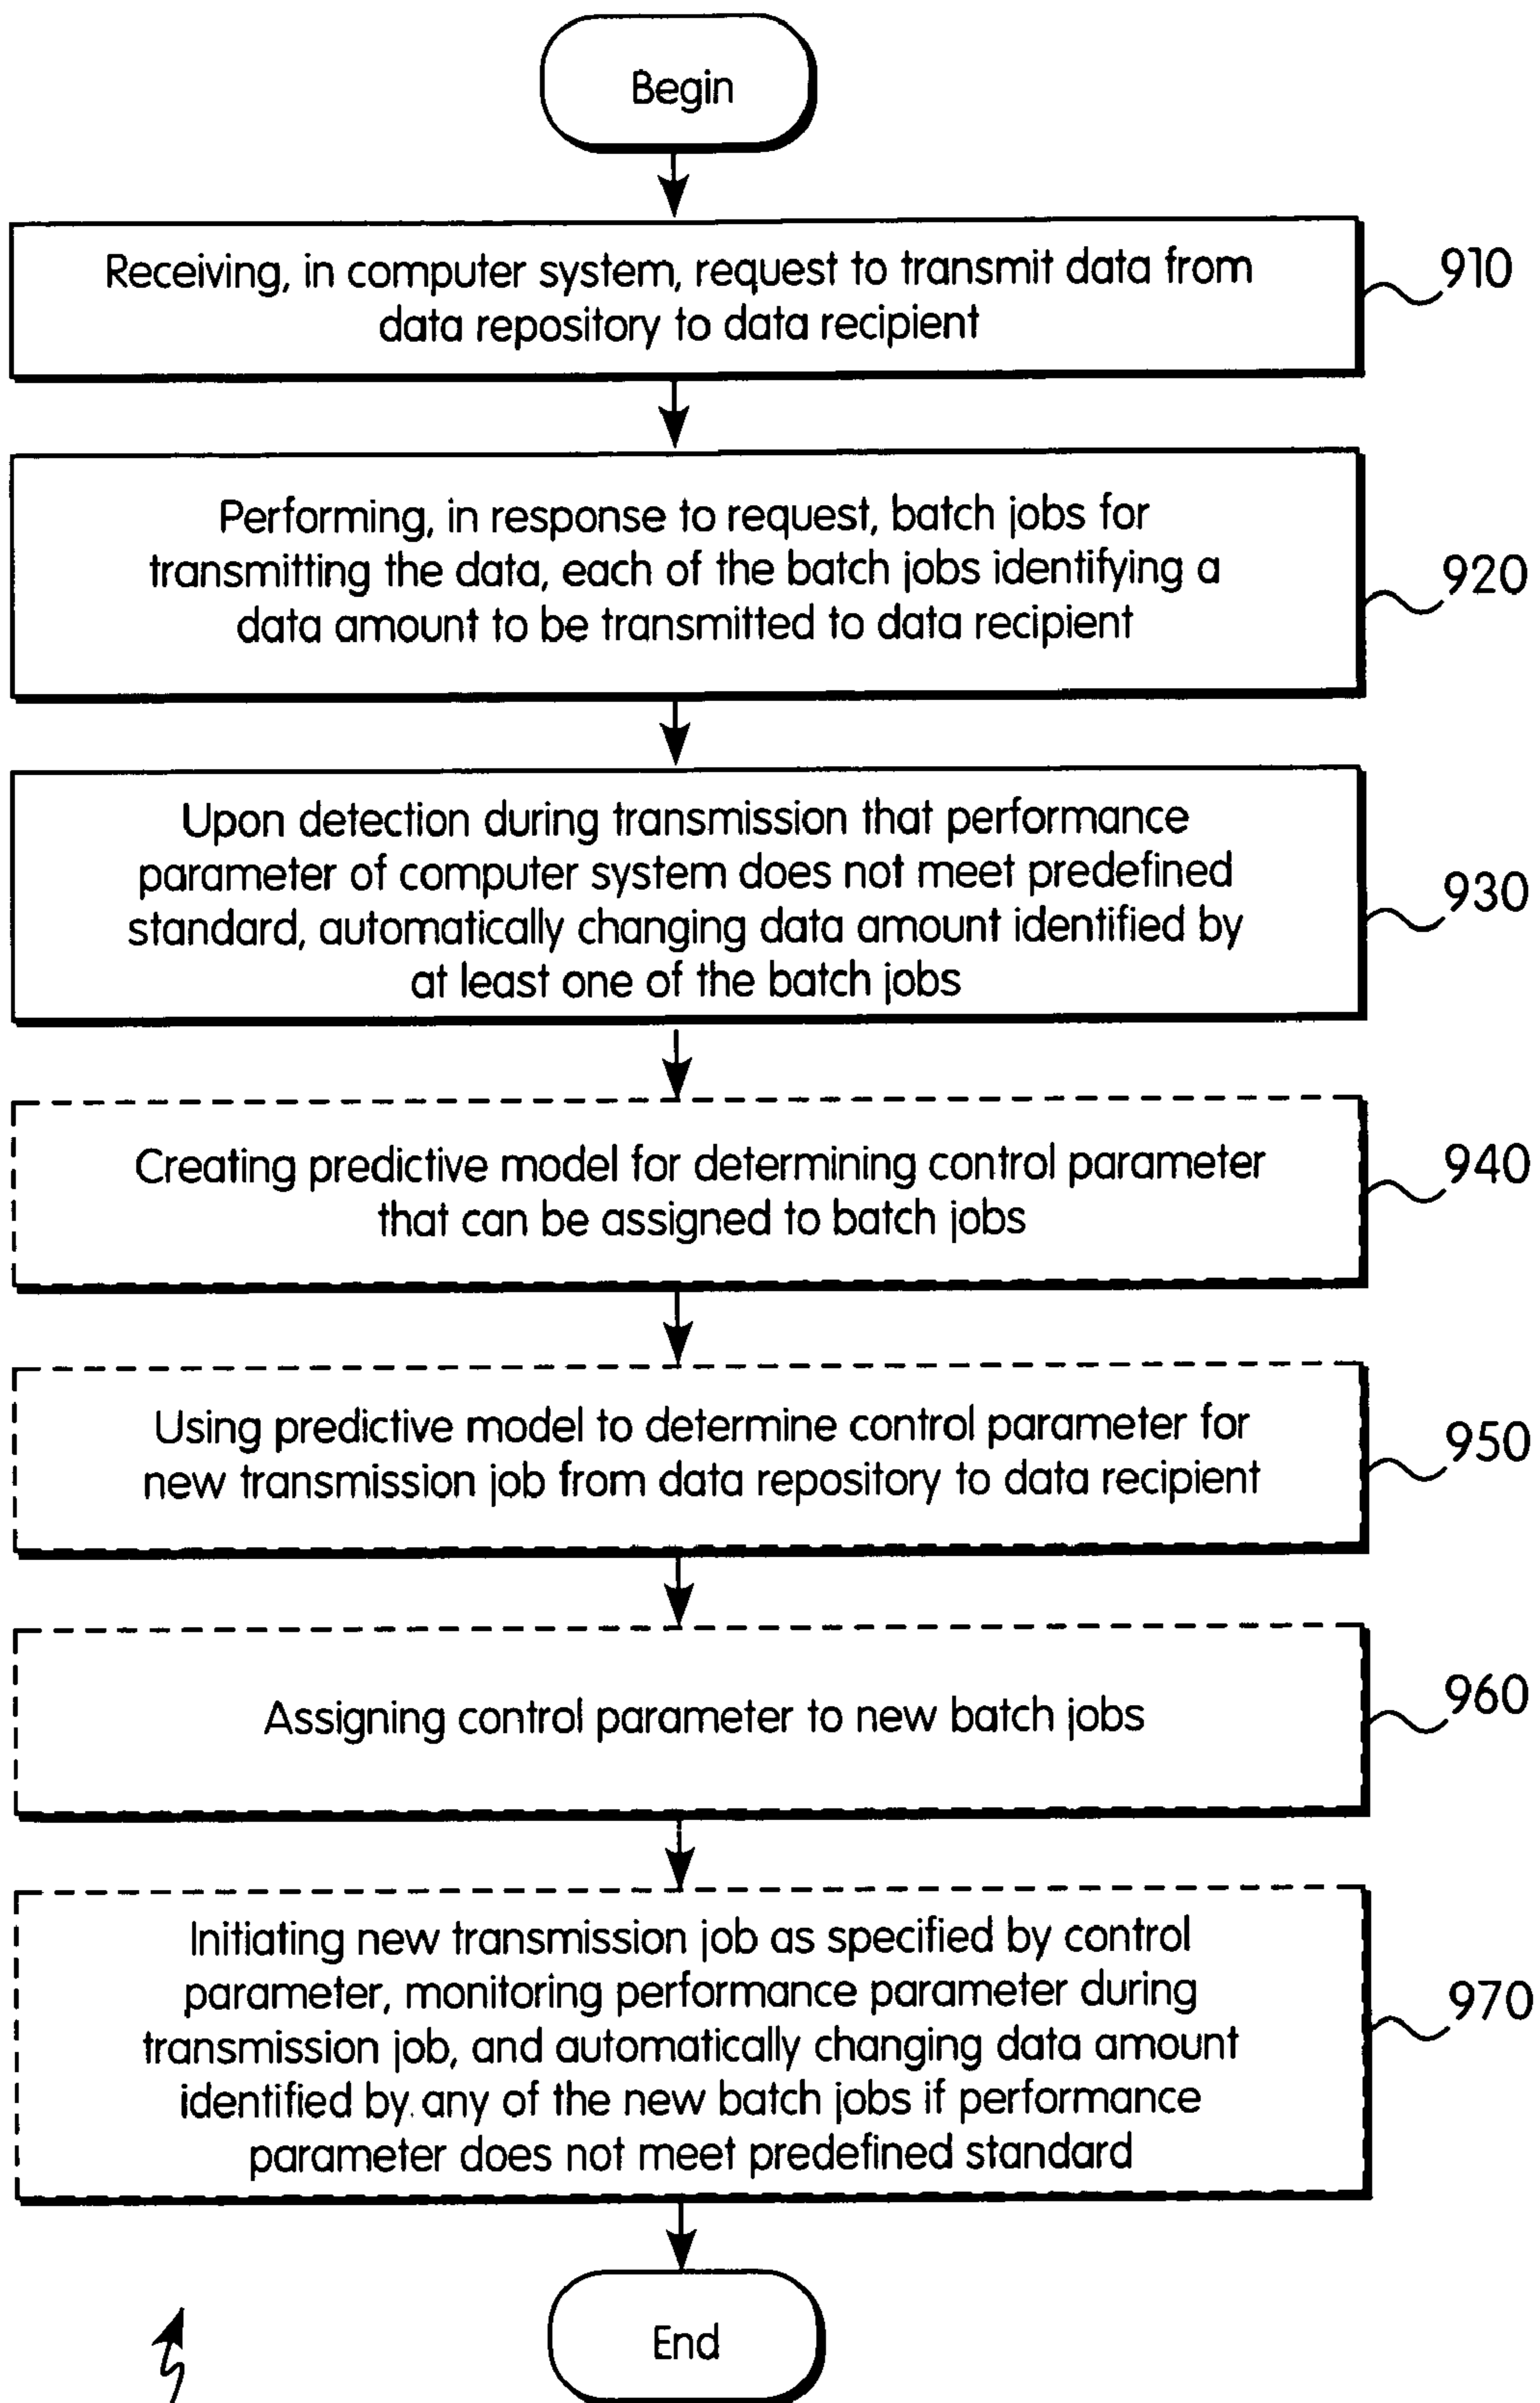 Begin
Receiving, in computer system, request to transmit data from
data repository to data recipient
910
Performing, in response to request, batch jobs for
transmitting the data, each of the batch jobs identifying a
data amount to be transmitted to data recipient
920
Upon detection during transmission that performance
parameter of computer system does not meet predefined
standard, automatically changing data amount identified by
at least one of the batch jobs
930
Creating predictive model for determining control parameter
that can be assigned to batch jobs
940
Using predictive model to determine control parameter for
new transmission job from data repository to data recipient
950
Assigning control parameter to new batch jobs
960
Initiating new transmission job as specified by control
parameter, monitoring performance parameter during
transmission job, and automatically changing data amount
identified by any of the new batch jobs if performance
parameter does not meet predefined standard
970
End